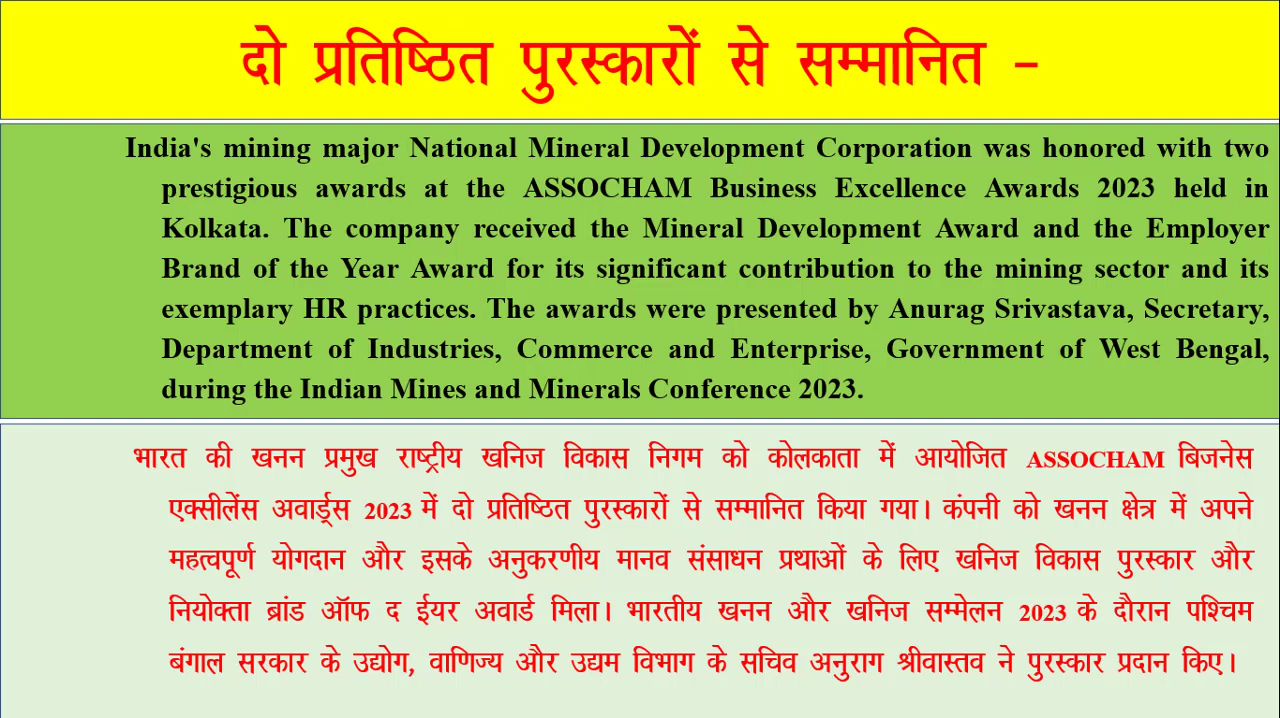 दो प्रतिष्ठित पुरस्कारों से सम्मानित -
India's mining major National Mineral Development Corporation was honored with two
prestigious awards at the ASSOCHAM Business Excellence Awards 2023 held in
Kolkata. The company received the Mineral Development Award and the Employer
Brand of the Year Award for its significant contribution to the mining sector and its
exemplary HR practices. The awards were presented by Anurag Srivastava, Secretary,
Department of Industries, Commerce and Enterprise, Government of West Bengal,
during the Indian Mines and Minerals Conference 2023.
भारत की खनन प्रमुख राष्ट्रीय खनिज विकास निगम को कोलकाता में आयोजित ASSOCHAM बिजनेस
एक्सीलेंस अवार्ड्स 2023 में दो प्रतिष्ठित पुरस्कारों से सम्मानित किया गया। कंपनी को खनन क्षेत्र में अपने
महत्वपूर्ण योगदान और इसके अनुकरणीय मानव संसाधन प्रथाओं के लिए खनिज विकास पुरस्कार और
नियोक्ता ब्रांड ऑफ द ईयर अवार्ड मिला। भारतीय खनन और खनिज सम्मेलन 2023 के दौरान पश्चिम
बंगाल सरकार के उद्योग, वाणिज्य और उद्यम विभाग के सचिव अनुराग श्रीवास्तव ने पुरस्कार प्रदान किए।